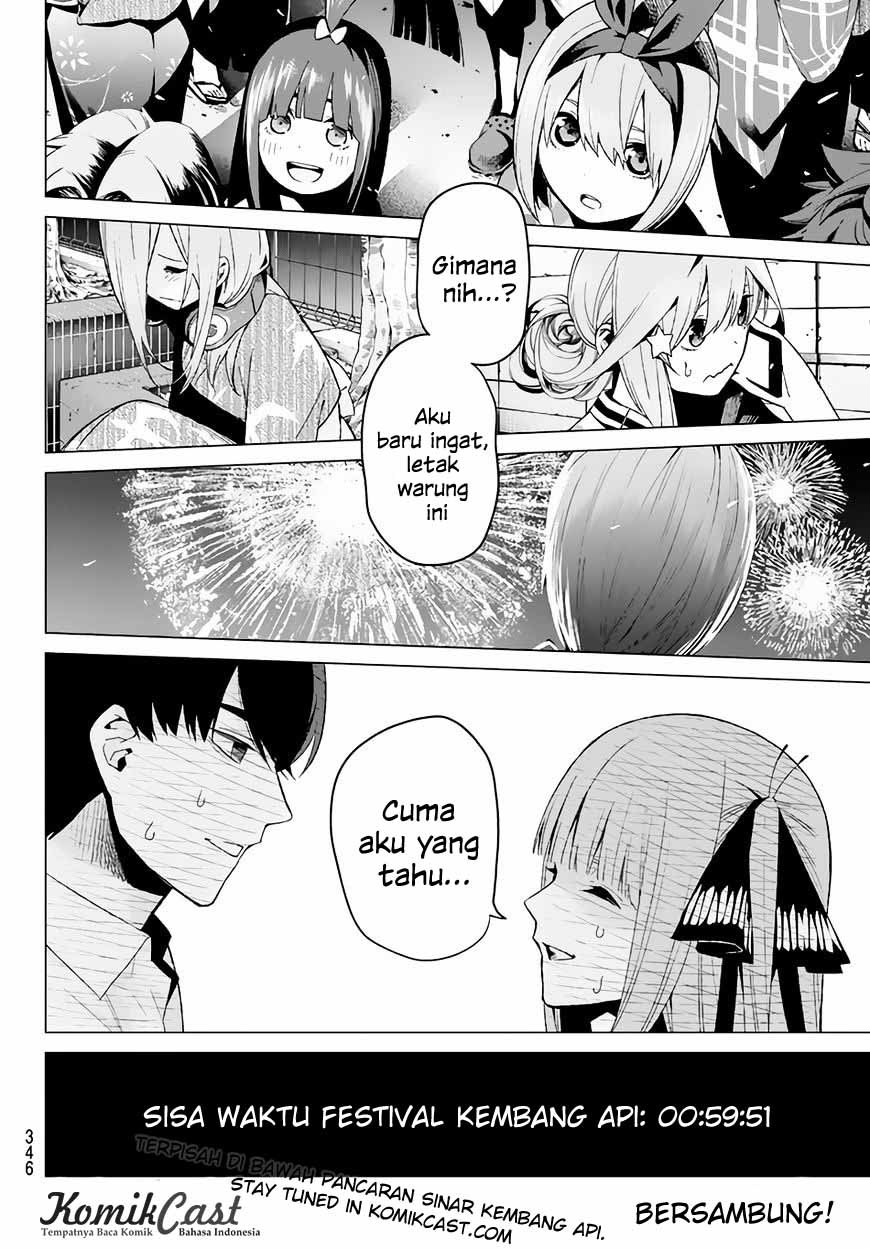 Gimana
nih...?
Aku
baru ingat,
letak
warung
ini
Cuma
aku yang
tahu...
SISA WAKTU FESTIVAL KEMBANG API: 00:59:51
TERPISAH DI BAWAH PANCARAN SINAR KEMBANG API.
STAY TUNED IN KOMIKCAST.COM
BERSAMBUNG!
346
KomikCast
Tempatnya Baca Komik Bahasa Indonesia